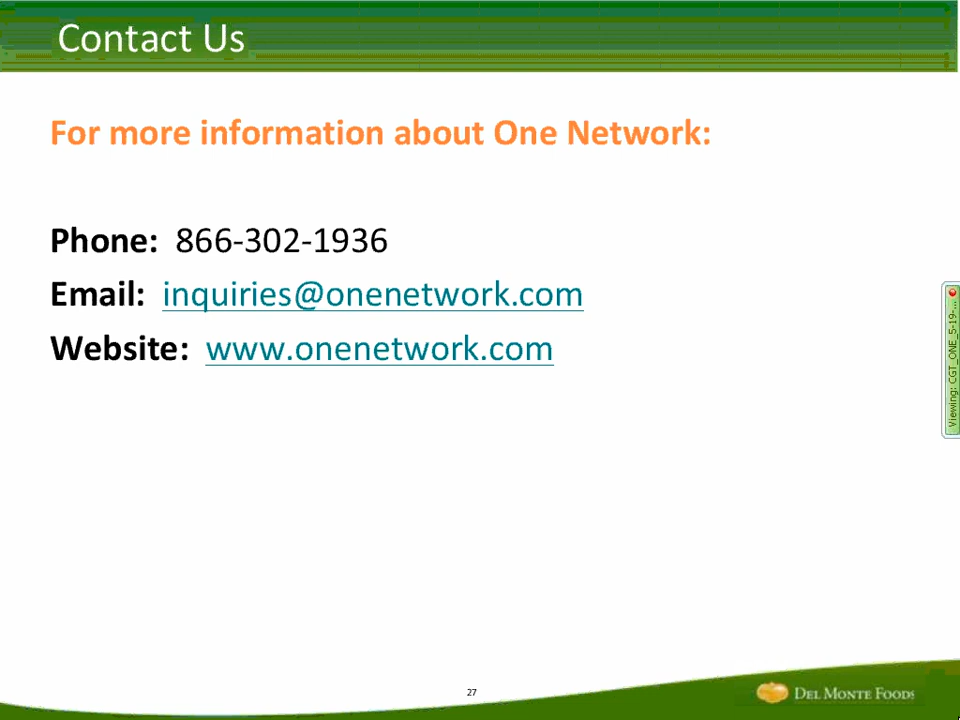 Contact Us
For more information about One Network:
Phone: 866-302-1936
Email: inquiries@onenetwork.com
Website: www.onenetwork.com
Viewing: CGT_ONE_5-19-...
27
DEL MONTE FOODS